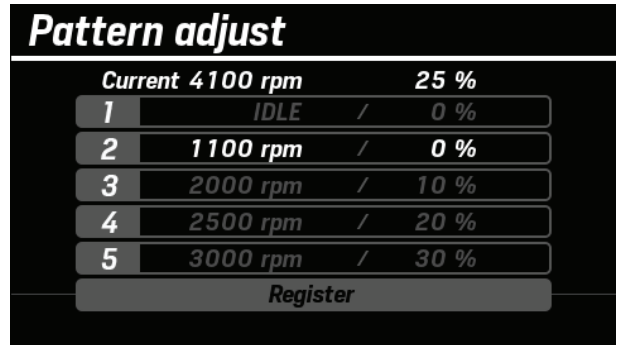 Pattern adjust
Current 4100 rpm 25 %
1 IDLE / 0 %
2 1100 rpm / 0 %
3 2000 rpm / 10 %
4 2500 rpm / 20 %
5 3000 rpm / 30 %
Register